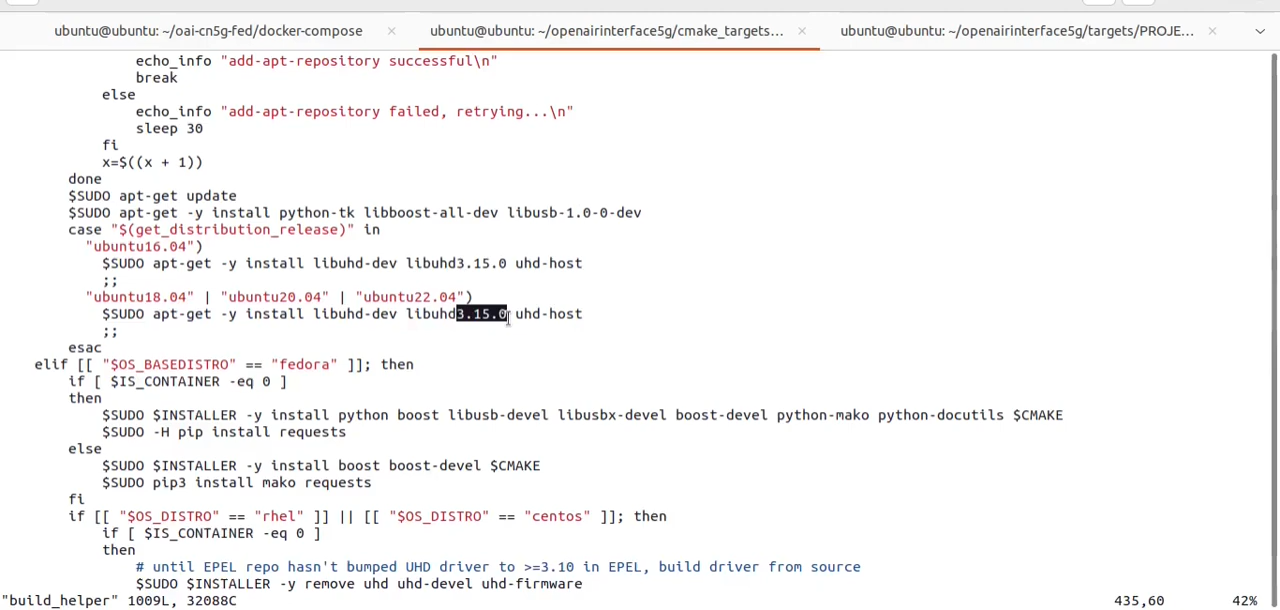 ubuntu@ubuntu: ~/oai-cn5g-fed/docker-compose × ubuntu@ubuntu: ~/openairinterface5g/cmake_targets... × ubuntu@ubuntu: ~/openairinterface5g/targets/PROJE... ×
echo_info "add-apt-repository successful\n"
break
else
echo_info "add-apt-repository failed, retrying...\n"
sleep 30
fi
x=$((x + 1))
done
$SUDO apt-get update
$SUDO apt-get -y install python-tk libboost-all-dev libusb-1.0-0-dev
case "$(get_distribution_release)" in
"ubuntu16.04")
$SUDO apt-get -y install libuhd-dev libuhd3.15.0 uhd-host
;;
"ubuntu18.04" | "ubuntu20.04" | "ubuntu22.04")
$SUDO apt-get -y install libuhd-dev libuhd3.15.0 uhd-host
;;
esac
elif [[ "$OS_BASEDISTRO" == "fedora" ]]; then
if [ $IS_CONTAINER -eq 0 ]
then
$SUDO $INSTALLER -y install python boost libusb-devel libusbx-devel boost-devel python-mako python-docutils $CMAKE
$SUDO -H pip install requests
else
$SUDO $INSTALLER -y install boost boost-devel $CMAKE
$SUDO pip3 install mako requests
fi
if [[ "$OS_DISTRO" == "rhel" ]] || [[ "$OS_DISTRO" == "centos" ]]; then
if [ $IS_CONTAINER -eq 0 ]
then
# until EPEL repo hasn't bumped UHD driver to >=3.10 in EPEL, build driver from source
$SUDO $INSTALLER -y remove uhd uhd-devel uhd-firmware
"build_helper" 1009L, 32088C 435,60 42%